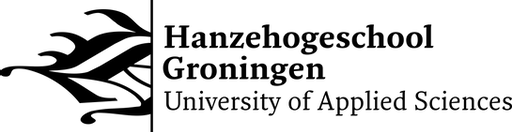 Hanzehogeschool
Groningen
University of Applied Sciences